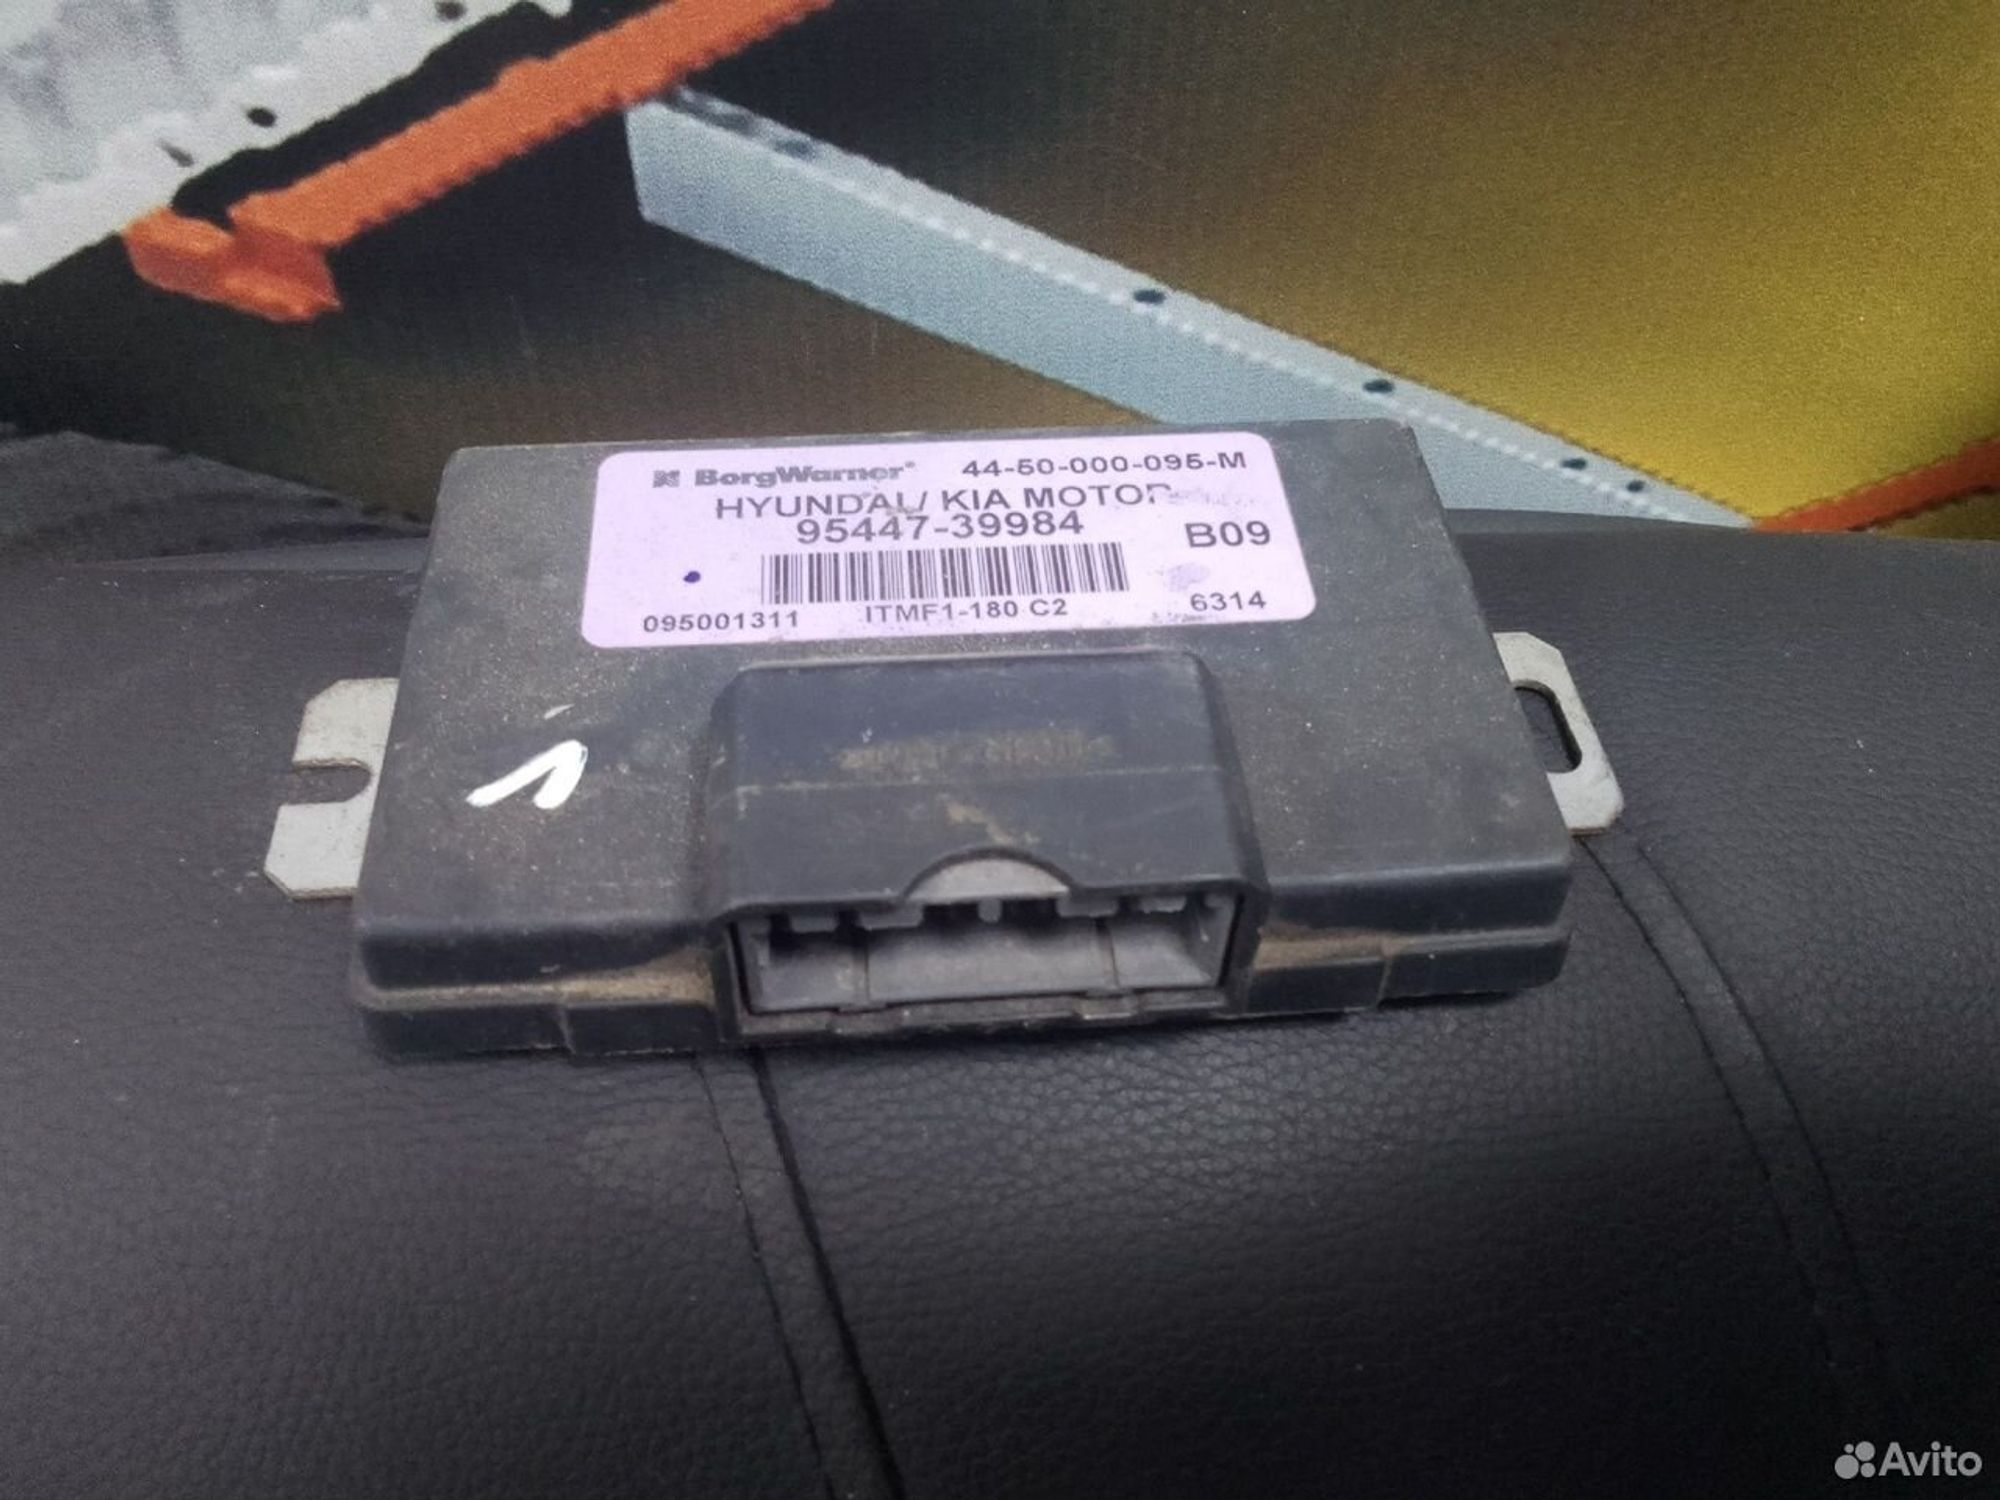 BorgWarner 44-50-000-095-M
HYUNDAI/ KIA MOTOR
95447-39984
B09
095001311 ITMF1-180 C2 6314
Avito